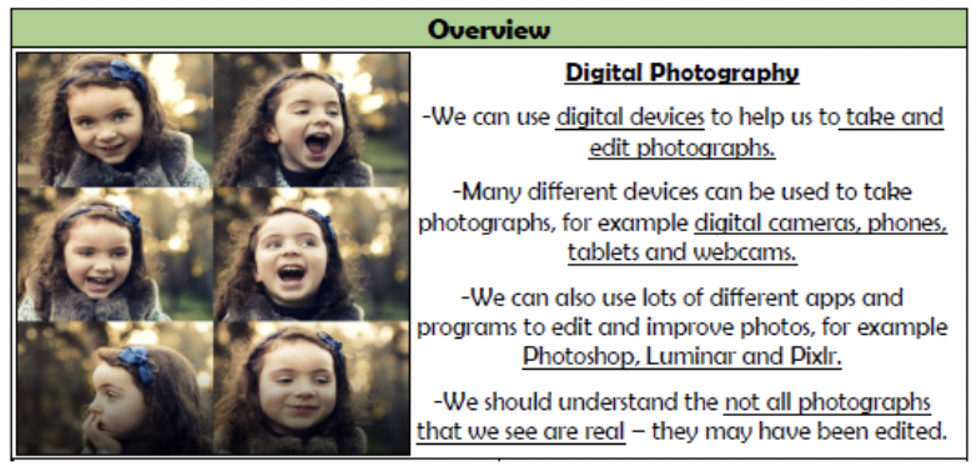 Overview
Digital Photography
-We can use digital devices to help us to take and
edit photographs.
-Many different devices can be used to take
photographs, for example digital cameras, phones,
tablets and webcams.
-We can also use lots of different apps and
programs to edit and improve photos, for example
Photoshop, Luminar and Pixlr.
-We should understand the not all photographs
that we see are real – they may have been edited.